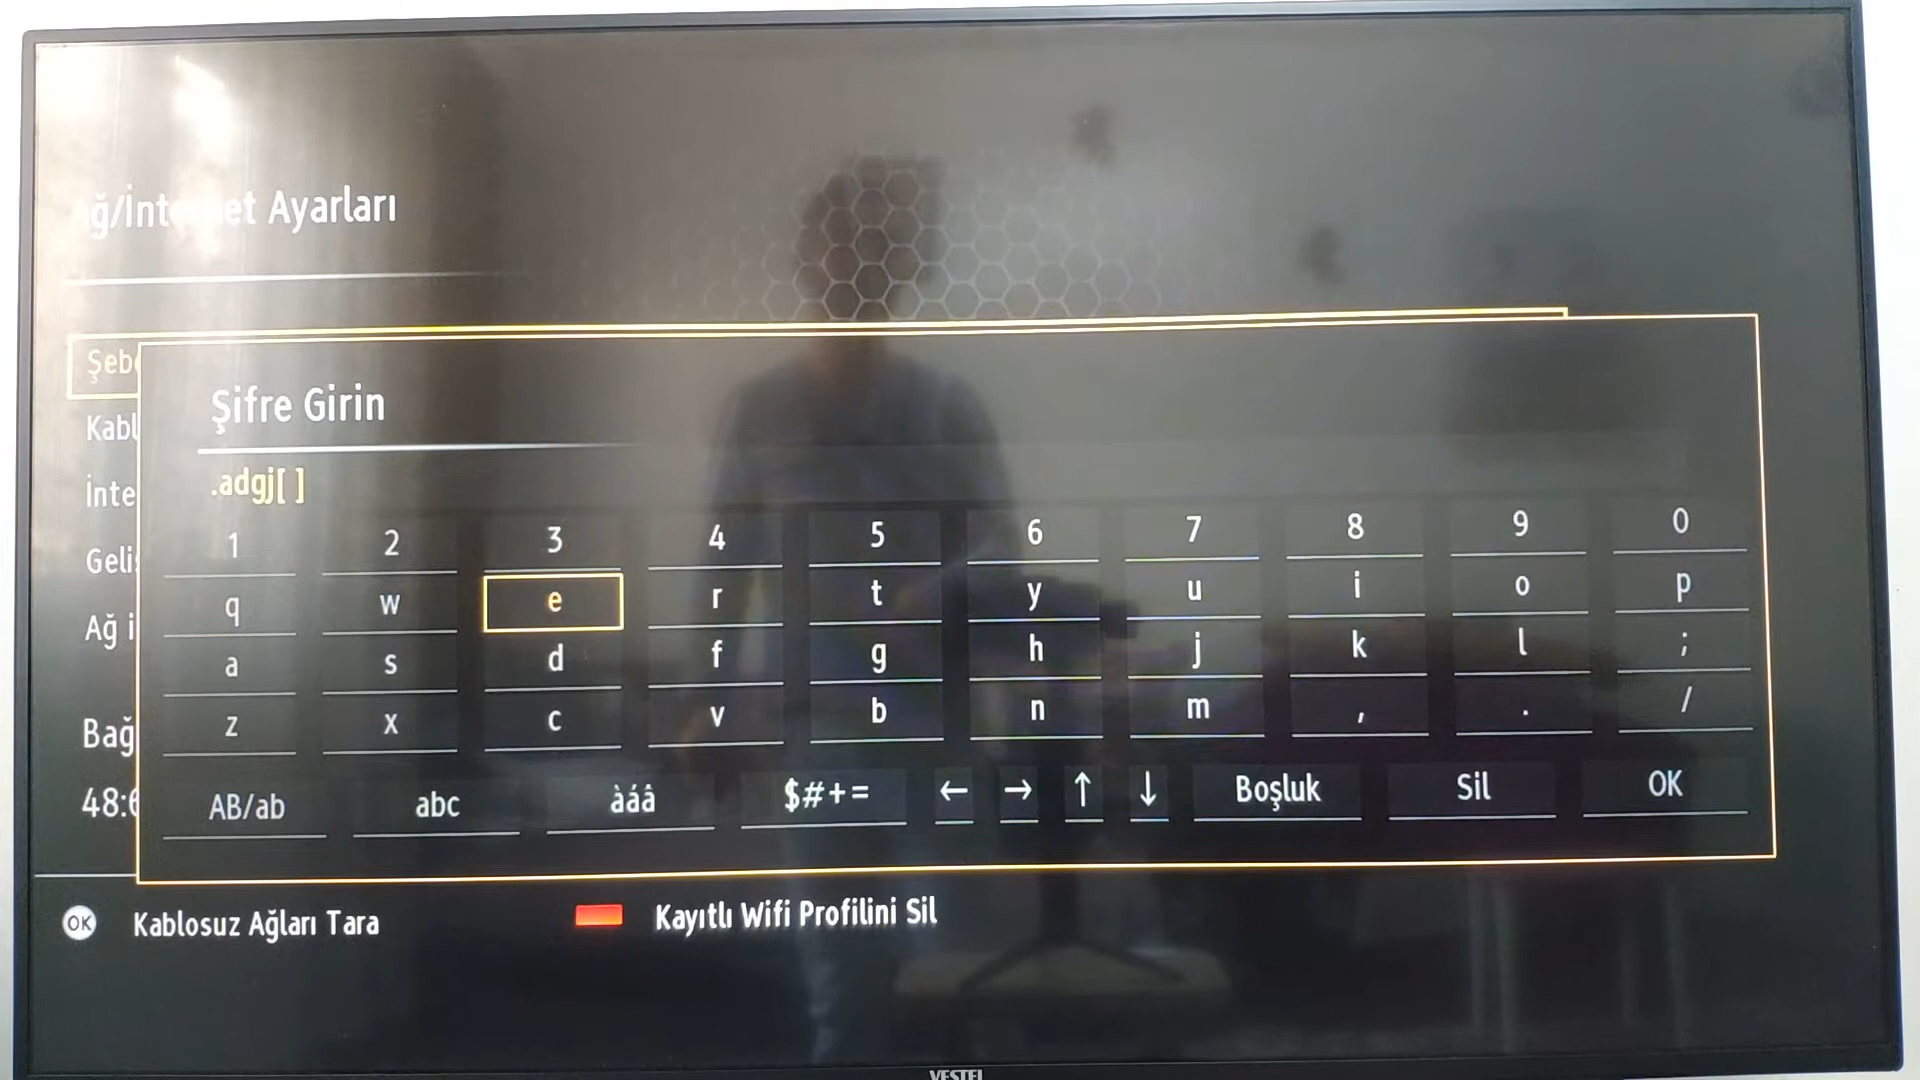 Ağ/İnternet Ayarları
Şebe
Kabl
İnte
Geliş
Ağ i
Bağ
48:6
Şifre Girin
.adgj[ ]
1 2 3 4 5 6 7 8 9 0
q w e r t y u i o p
a s d f g h j k l ;
z x c v b n m , . /
AB/ab abc àáâ $#+= ← → ↑ ↓ Boşluk Sil OK
OK Kablosuz Ağları Tara Kayıtlı Wifi Profilini Sil
VESTEL